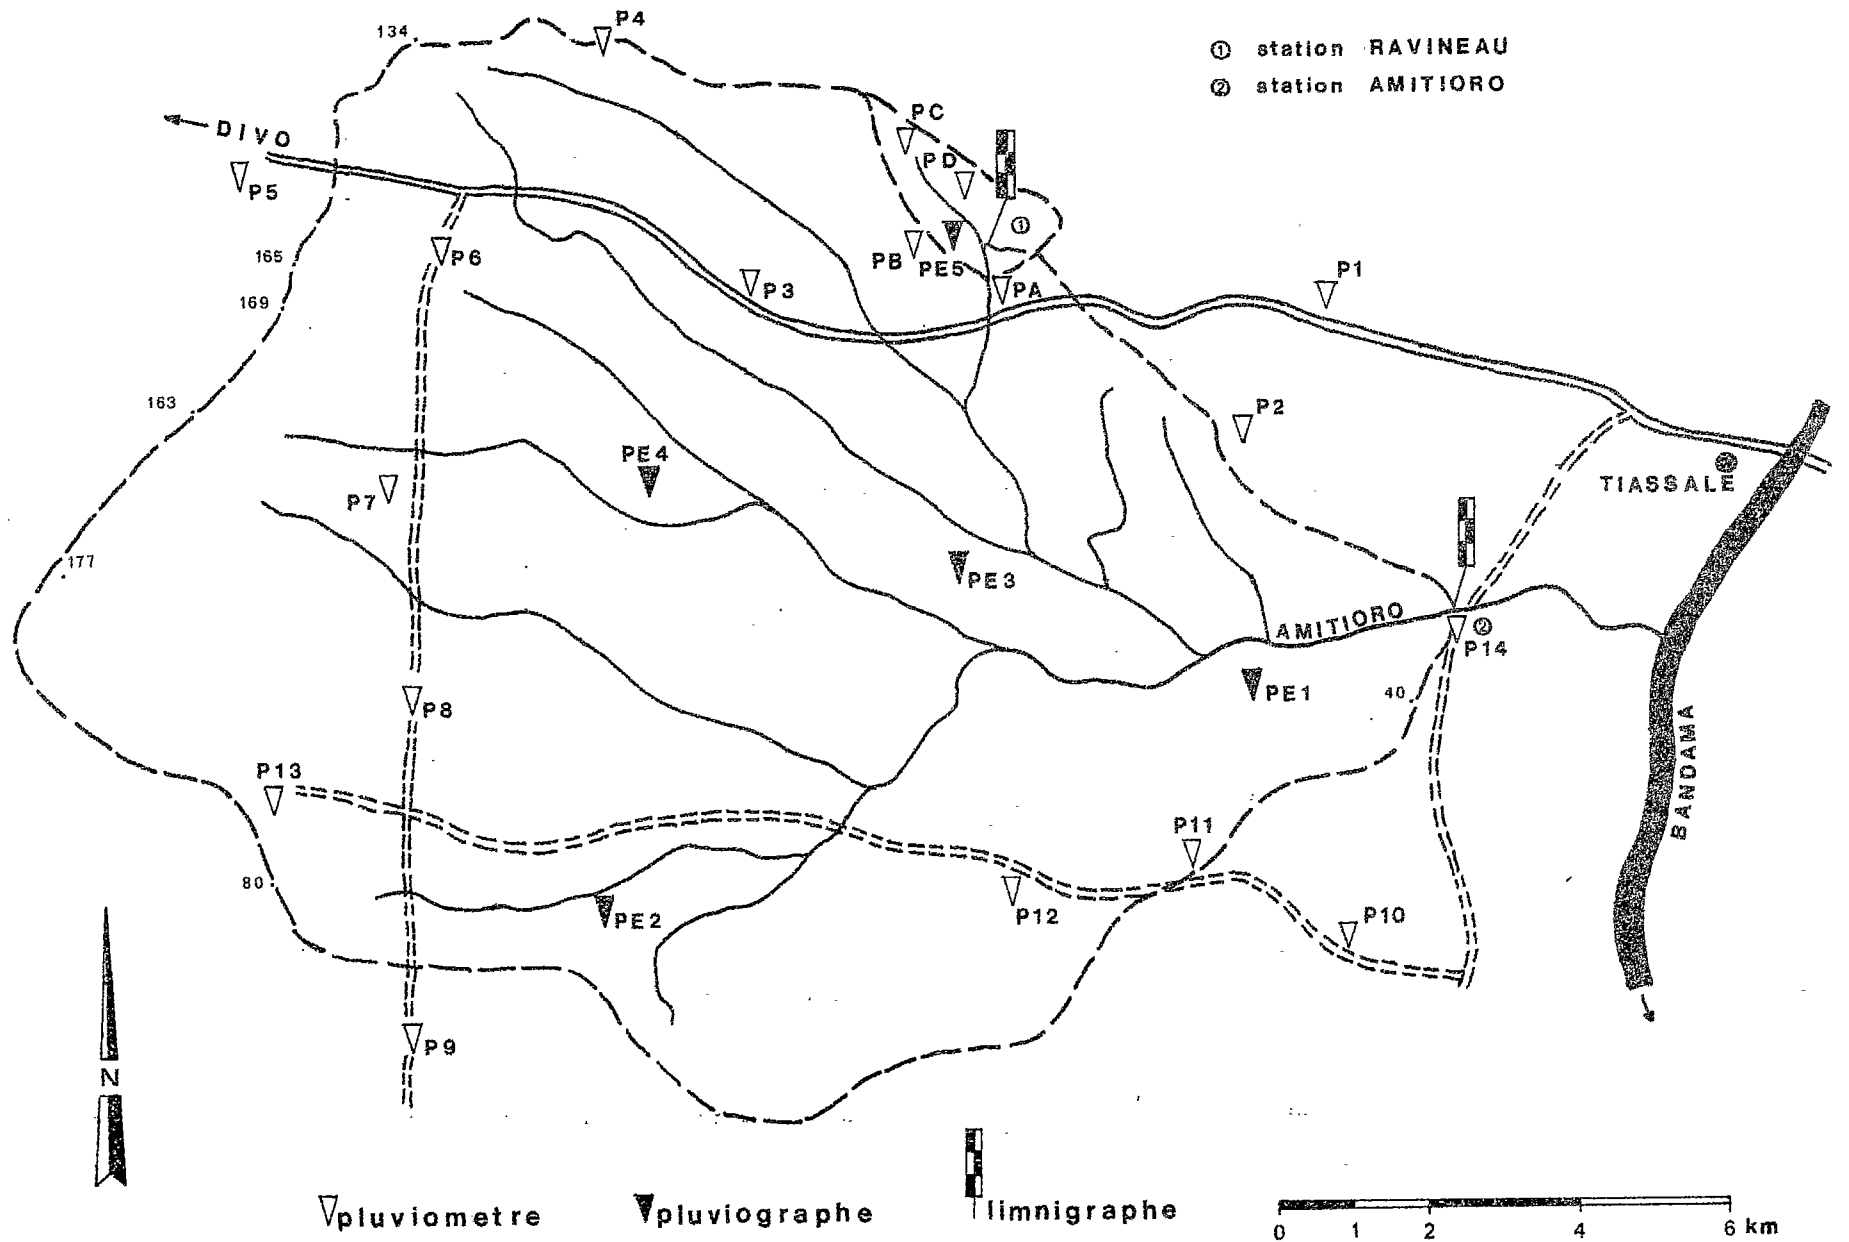 134
P4
① station RAVINEAU
② station AMITIORO
DIVO
PC
PD
P5
①
P6
165
PB
PE5
PA
P3
P1
169
163
P2
PE4
P7
TIASSALE
177
PE3
AMITIORO
②
P14
PE1
40
P8
BANDAMA
P13
P11
80
PE2
P12
P10
P9
N
pluviometre
pluviographe
limnigraphe
0 1 2 4 6 km